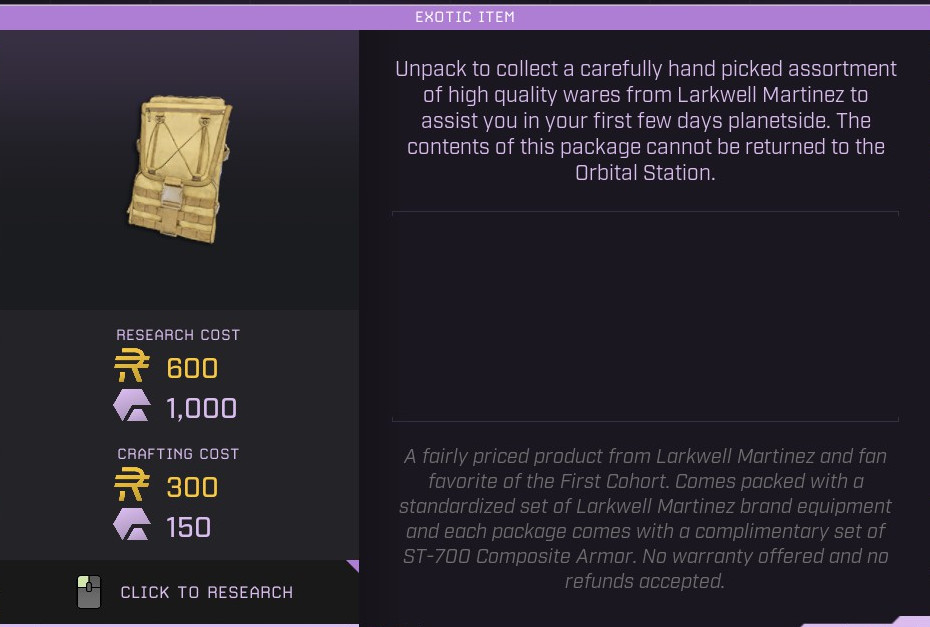 EXOTIC ITEM
Unpack to collect a carefully hand picked assortment
of high quality wares from Larkwell Martinez to
assist you in your first few days planetside. The
contents of this package cannot be returned to the
Orbital Station.
RESEARCH COST
600
1,000
CRAFTING COST
300
150
CLICK TO RESEARCH
A fairly priced product from Larkwell Martinez and fan
favorite of the First Cohort. Comes packed with a
standardized set of Larkwell Martinez brand equipment
and each package comes with a complimentary set of
ST-700 Composite Armor. No warranty offered and no
refunds accepted.